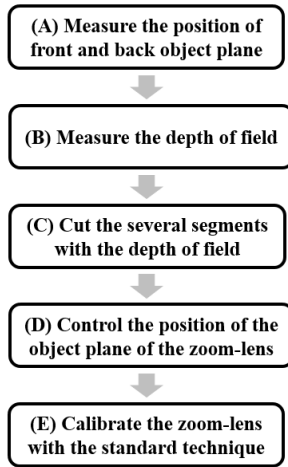 (A) Measure the position of
front and back object plane
(B) Measure the depth of field
(C) Cut the several segments
with the depth of field
(D) Control the position of the
object plane of the zoom-lens
(E) Calibrate the zoom-lens
with the standard technique